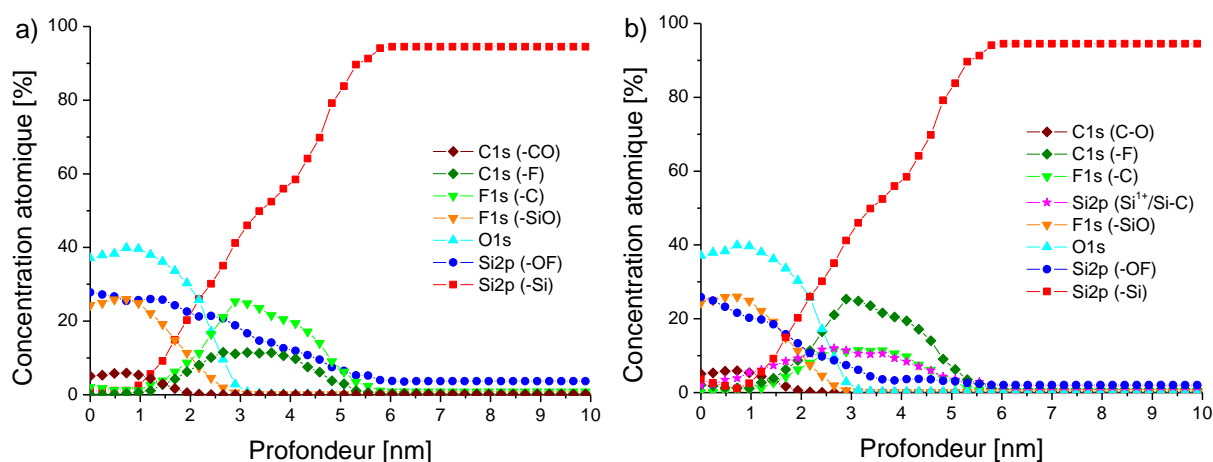 a)
Concentration atomique [%]
100
80
60
40
20
0
C1s (-CO)
C1s (-F)
F1s (-C)
F1s (-SiO)
O1s
Si2p (-OF)
Si2p (-Si)
0 1 2 3 4 5 6 7 8 9 10
Profondeur [nm]
b)
Concentration atomique [%]
100
80
60
40
20
0
C1s (C-O)
C1s (-F)
F1s (-C)
Si2p (Si¹⁺/Si-C)
F1s (-SiO)
O1s
Si2p (-OF)
Si2p (-Si)
0 1 2 3 4 5 6 7 8 9 10
Profondeur [nm]